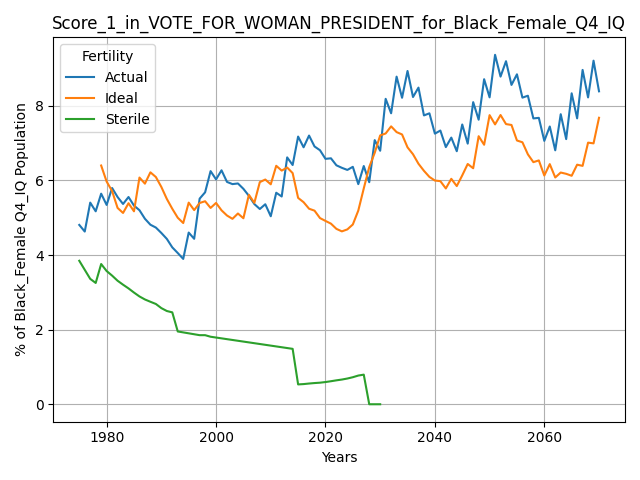 Score_1_in_VOTE_FOR_WOMAN_PRESIDENT_for_Black_Female_Q4_IQ
Fertility
Actual
Ideal
Sterile
% of Black_Female Q4_IQ Population
8
6
4
2
0
1980 2000 2020 2040 2060
Years